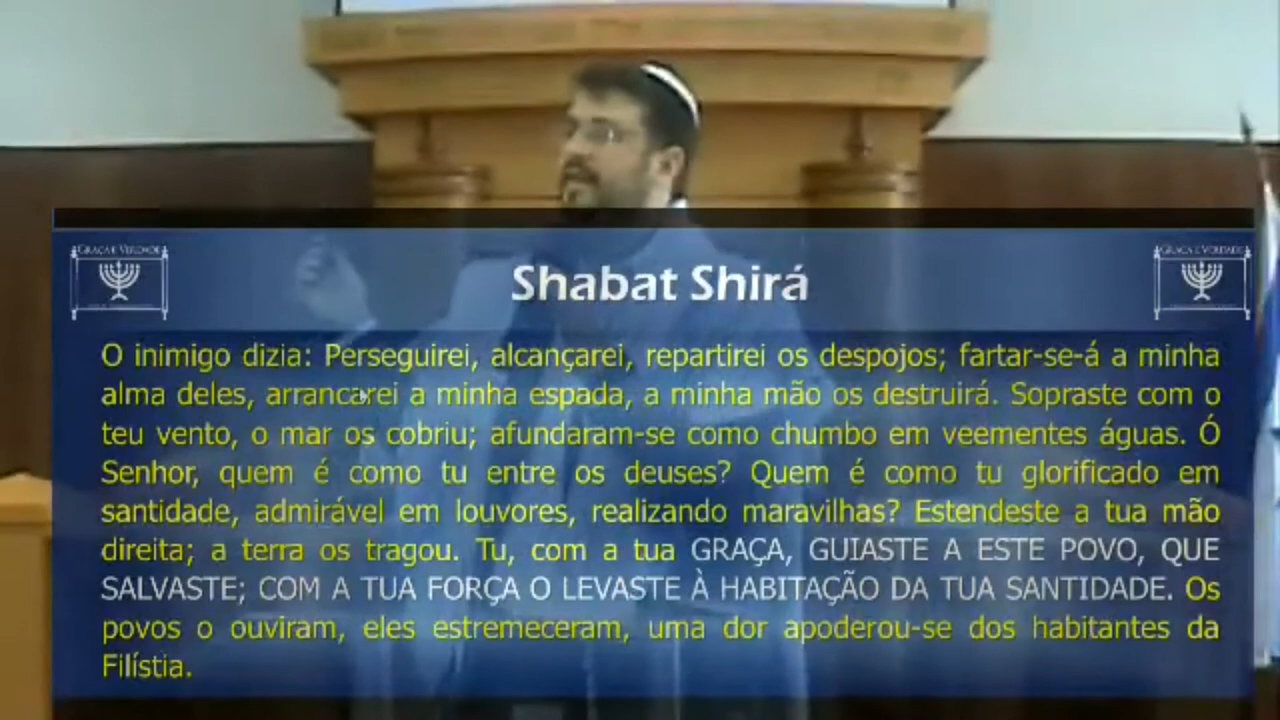 GRAÇA E VERDADE
GRAÇA E VERDADE
Shabat Shirá
O inimigo dizia: Perseguirei, alcançarei, repartirei os despojos; fartar-se-á a minha
alma deles, arrancarei a minha espada, a minha mão os destruirá. Sopraste com o
teu vento, o mar os cobriu; afundaram-se como chumbo em veementes águas. Ó
Senhor, quem é como tu entre os deuses? Quem é como tu glorificado em
santidade, admirável em louvores, realizando maravilhas? Estendeste a tua mão
direita; a terra os tragou. Tu, com a tua GRAÇA, GUIASTE A ESTE POVO, QUE
SALVASTE; COM A TUA FORÇA O LEVASTE À HABITAÇÃO DA TUA SANTIDADE. Os
povos o ouviram, eles estremeceram, uma dor apoderou-se dos habitantes da
Filístia.